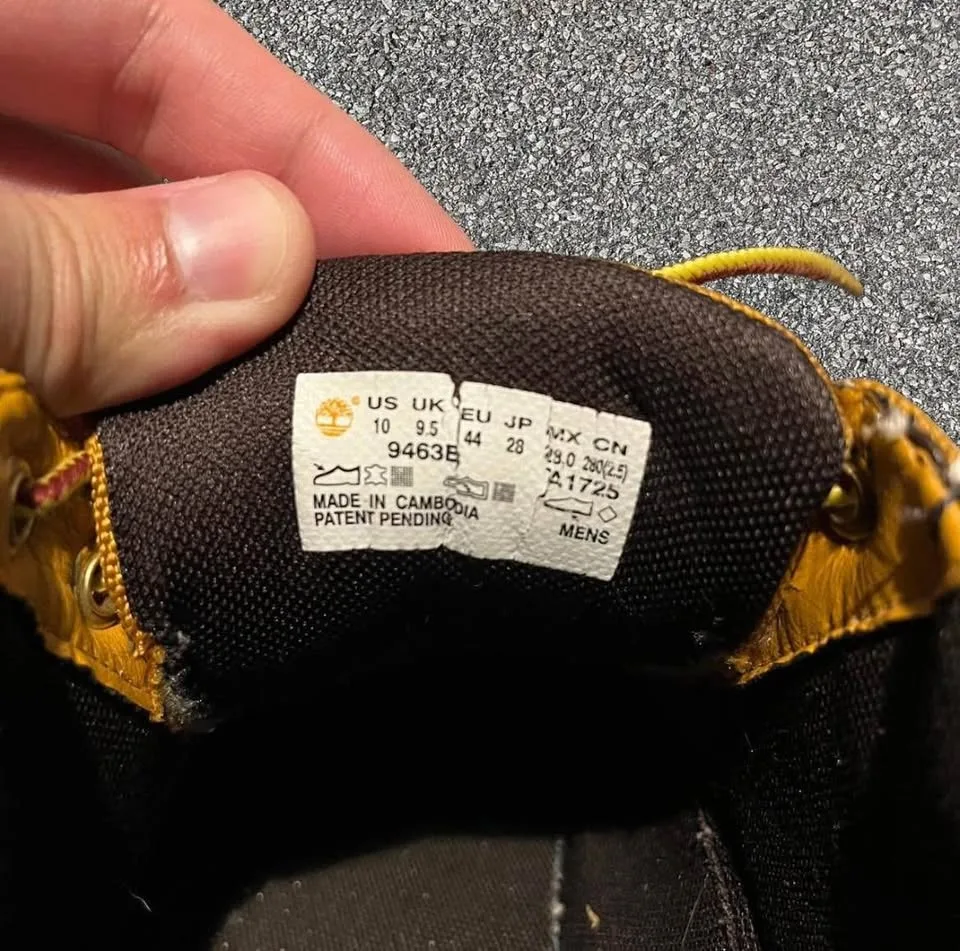 ® US UK EU JP MX CN
10 9.5 44 28 29.0 280(2.5)
9463B A1725
MADE IN CAMBODIA
PATENT PENDING MENS